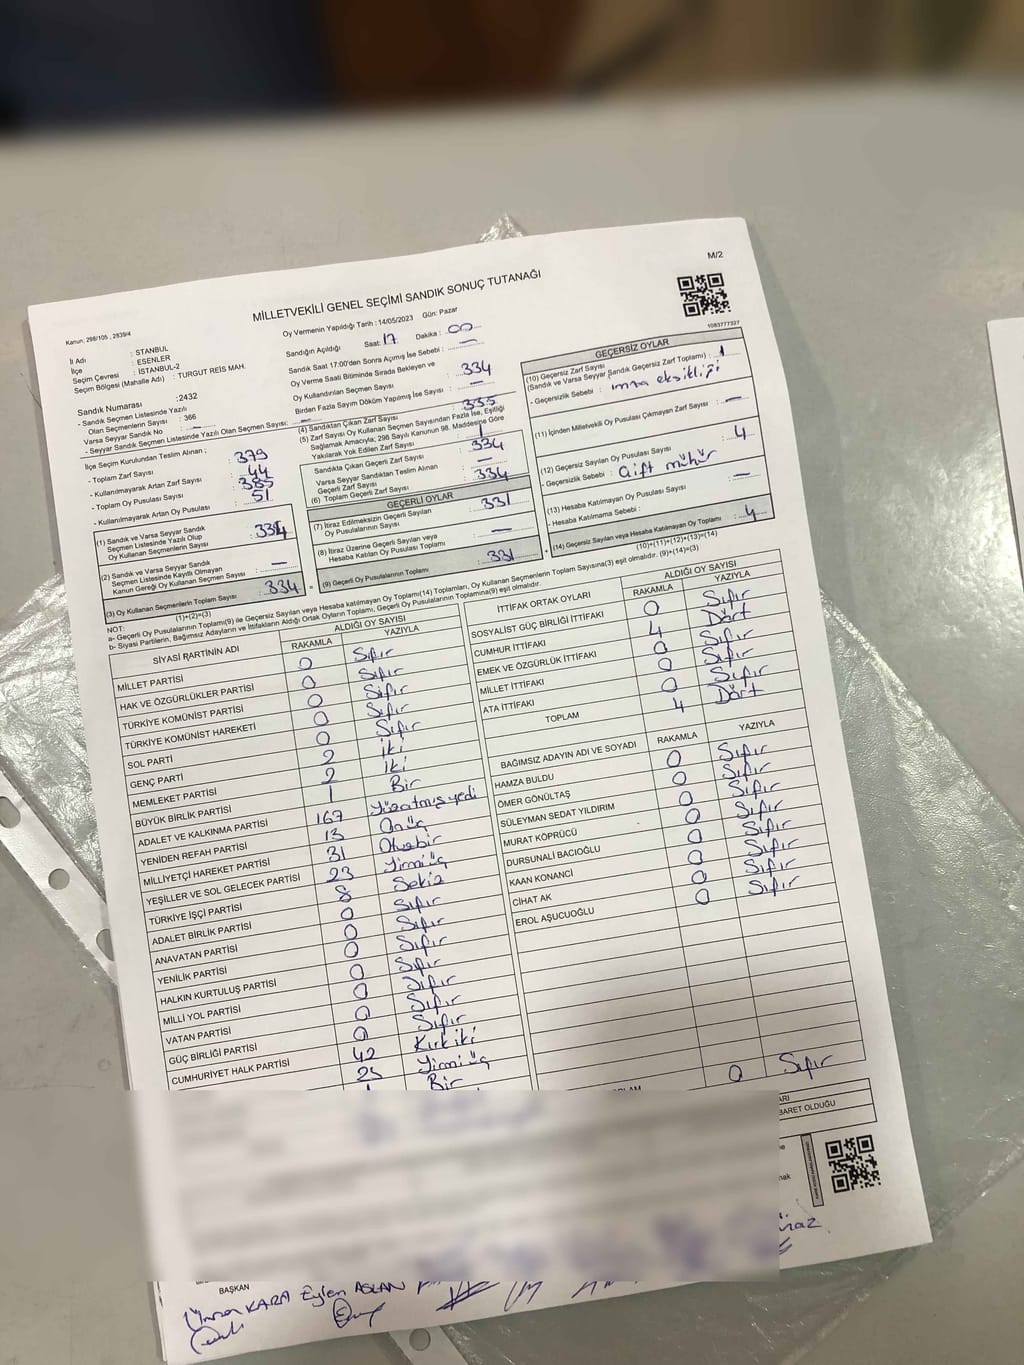 M/2
MİLLETVEKİLİ GENEL SEÇİMİ SANDIK SONUÇ TUTANAĞI
1083777327
Kanun: 298/105 , 2839/4
Oy Vermenin Yapıldığı Tarih : 14/05/2023 Gün: Pazar
İl Adı : STANBUL
İlçe : ESENLER
Seçim Çevresi : İSTANBUL-2
Seçim Bölgesi (Mahalle Adı) : TURGUT REİS MAH.
Sandık Numarası :2432
- Sandık Seçmen Listesinde Yazılı
Olan Seçmenlerin Sayısı : 366
Varsa Seyyar Sandık No :
- Seyyar Sandık Seçmen Listesinde Yazılı Olan Seçmen Sayısı: —
İlçe Seçim Kurulundan Teslim Alınan ;
- Toplam Zarf Sayısı : 379
- Kullanılmayarak Artan Zarf Sayısı : 44
- Toplam Oy Pusulası Sayısı : 385
- Kullanılmayarak Artan Oy Pusulası : 51
(1) Sandık ve Varsa Seyyar Sandık
Seçmen Listesinde Yazılı Olup
Oy Kullanan Seçmenlerin Sayısı : 334
(2) Sandık ve Varsa Seyyar Sandık
Seçmen Listesinde Kayıtlı Olmayan
Kanun Gereği Oy Kullanan Seçmen Sayısı : —
(3) Oy Kullanan Seçmenlerin Toplam Sayısı : 334
(1)+(2)=(3)
Sandığın Açıldığı Saat: 17 Dakika : 00
Sandık Saat 17:00'den Sonra Açılmış İse Sebebi : —
Oy Verme Saati Bitiminde Sırada Bekleyen ve
Oy Kullandırılan Seçmen Sayısı : 334
Birden Fazla Sayım Döküm Yapılmış İse Sayısı : —
(4) Sandıktan Çıkan Zarf Sayısı : 335
(5) Zarf Sayısı Oy Kullanan Seçmen Sayısından Fazla İse, Eşitliği
Sağlamak Amacıyla; 298 Sayılı Kanunun 98. Maddesine Göre
Yakılarak Yok Edilen Zarf Sayısı : 1
Sandıkta Çıkan Geçerli Zarf Sayısı : 334
Varsa Seyyar Sandıktan Teslim Alınan
Geçerli Zarf Sayısı : —
(6) Toplam Geçerli Zarf Sayısı : 334
GEÇERLİ OYLAR
(7) İtiraz Edilmeksizin Geçerli Sayılan
Oy Pusulalarının Sayısı : 331
(8) İtiraz Üzerine Geçerli Sayılan veya
Hesaba Katılan Oy Pusulası Toplamı : —
(9) Geçerli Oy Pusulalarının Toplamı : 331
GEÇERSİZ OYLAR
(10) Geçersiz Zarf Sayısı
(Sandık ve Varsa Seyyar Sandık Geçersiz Zarf Toplamı) : 1
- Geçersizlik Sebebi : imza eksikliği
(11) İçinden Milletvekili Oy Pusulası Çıkmayan Zarf Sayısı : —
(12) Geçersiz Sayılan Oy Pusulası Sayısı : 4
- Geçersizlik Sebebi : Çift mühür
(13) Hesaba Katılmayan Oy Pusulası Sayısı : —
- Hesaba Katılmama Sebebi :
(14) Geçersiz Sayılan veya Hesaba Katılmayan Oy Toplamı : 4
(10)+(11)+(12)+(13)=(14)
NOT:
a- Geçerli Oy Pusulalarının Toplamı(9) ile Geçersiz Sayılan veya Hesaba Katılmayan Oy Toplamı(14) Toplamları, Oy Kullanan Seçmenlerin Toplam Sayısına(3) eşit olmalıdır. (9)+(14)=(3)
b- Siyasi Partilerin, Bağımsız Adayların ve İttifakların Aldığı Ortak Oyların Toplamı, Geçerli Oy Pusulalarının Toplamına(9) eşit olmalıdır.
SİYASİ PARTİNİN ADI ALDIĞI OY SAYISI
RAKAMLA YAZIYLA
MİLLET PARTİSİ 0 Sıfır
HAK VE ÖZGÜRLÜKLER PARTİSİ 0 Sıfır
TÜRKİYE KOMÜNİST PARTİSİ 0 Sıfır
TÜRKİYE KOMÜNİST HAREKETİ 0 Sıfır
SOL PARTİ 0 Sıfır
GENÇ PARTİ 2 iki
MEMLEKET PARTİSİ 2 iki
BÜYÜK BİRLİK PARTİSİ 1 Bir
ADALET VE KALKINMA PARTİSİ 167 Yüzatmışyedi
YENİDEN REFAH PARTİSİ 13 Onüç
MİLLİYETÇİ HAREKET PARTİSİ 31 Otuzbir
YEŞİLLER VE SOL GELECEK PARTİSİ 23 Yirmi üç
TÜRKİYE İŞÇİ PARTİSİ 8 Sekiz
ADALET BİRLİK PARTİSİ 0 Sıfır
ANAVATAN PARTİSİ 0 Sıfır
YENİLİK PARTİSİ 0 Sıfır
HALKIN KURTULUŞ PARTİSİ 0 Sıfır
MİLLİ YOL PARTİSİ 0 Sıfır
VATAN PARTİSİ 0 Sıfır
GÜÇ BİRLİĞİ PARTİSİ 0 Sıfır
CUMHURİYET HALK PARTİSİ 42 Kırk iki
Yirmi üç
Bir
İTTİFAK ORTAK OYLARI ALDIĞI OY SAYISI
RAKAMLA YAZIYLA
SOSYALİST GÜÇ BİRLİĞİ İTTİFAKI 0 Sıfır
CUMHUR İTTİFAKI 4 Dört
EMEK VE ÖZGÜRLÜK İTTİFAKI 0 Sıfır
MİLLET İTTİFAKI 0 Sıfır
ATA İTTİFAKI 0 Sıfır
TOPLAM 4 Dört
BAĞIMSIZ ADAYIN ADI VE SOYADI RAKAMLA YAZIYLA
HAMZA BULDU 0 Sıfır
ÖMER GÖNÜLTAŞ 0 Sıfır
SÜLEYMAN SEDAT YILDIRIM 0 Sıfır
MURAT KÖPRÜCÜ 0 Sıfır
DURSUNALİ BACIOĞLU 0 Sıfır
KAAN KONANCİ 0 Sıfır
CİHAT AK 0 Sıfır
EROL AŞUCUOĞLU 0 Sıfır
0 Sıfır
BARET OLDUĞU
BAŞKAN
KARA Eylem ASLAN